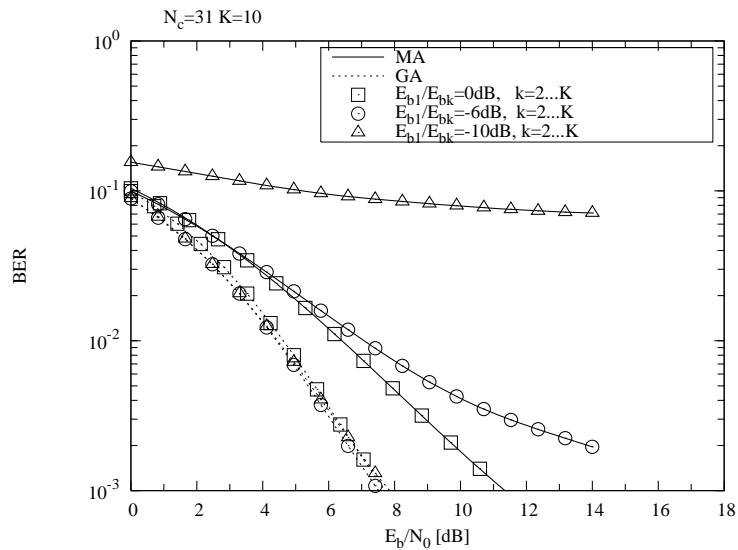 N_c=31 K=10
MA
GA
E_b1/E_bk=0dB, k=2...K
E_b1/E_bk=-6dB, k=2...K
E_b1/E_bk=-10dB, k=2...K
10^0
10^-1
10^-2
10^-3
BER
0 2 4 6 8 10 12 14 16 18
E_b/N_0 [dB]